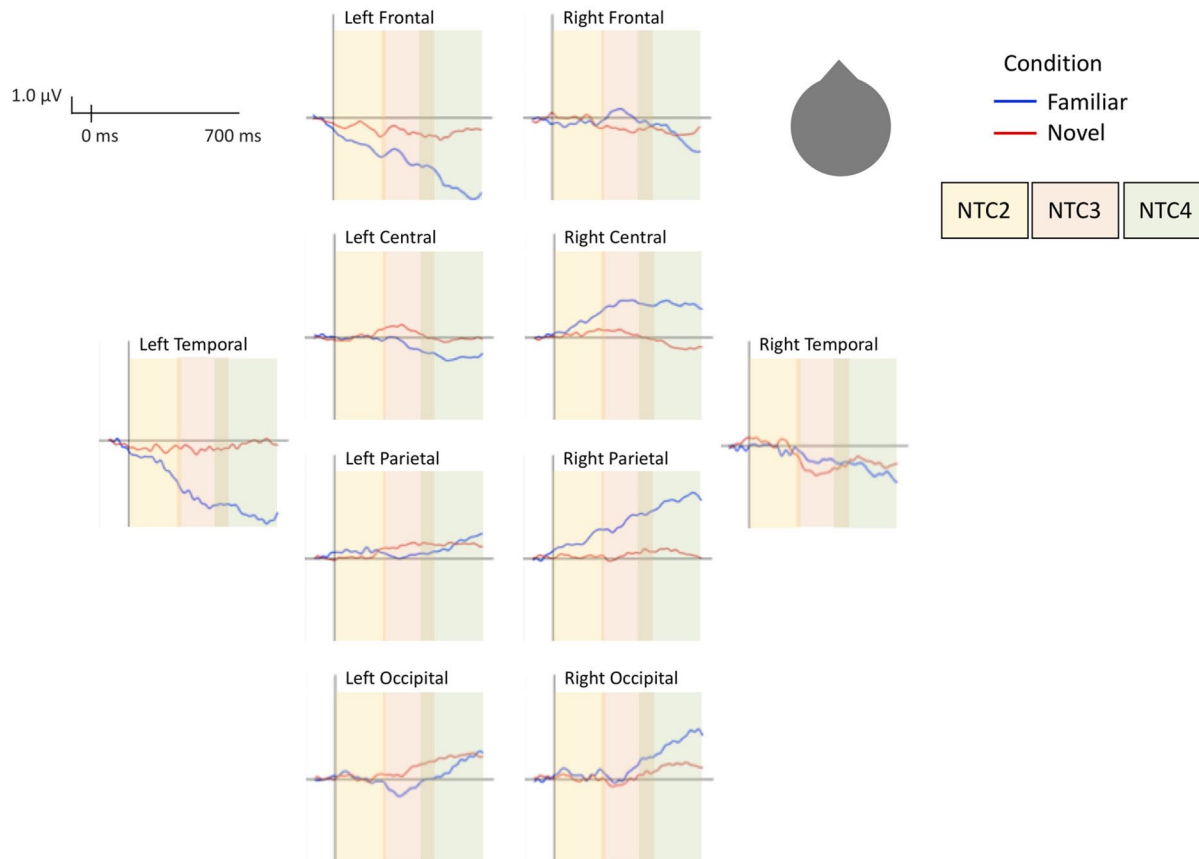 Left Frontal
Right Frontal
Condition
Familiar
Novel
1.0 µV
0 ms
700 ms
NTC2
NTC3
NTC4
Left Central
Right Central
Left Temporal
Right Temporal
Left Parietal
Right Parietal
Left Occipital
Right Occipital